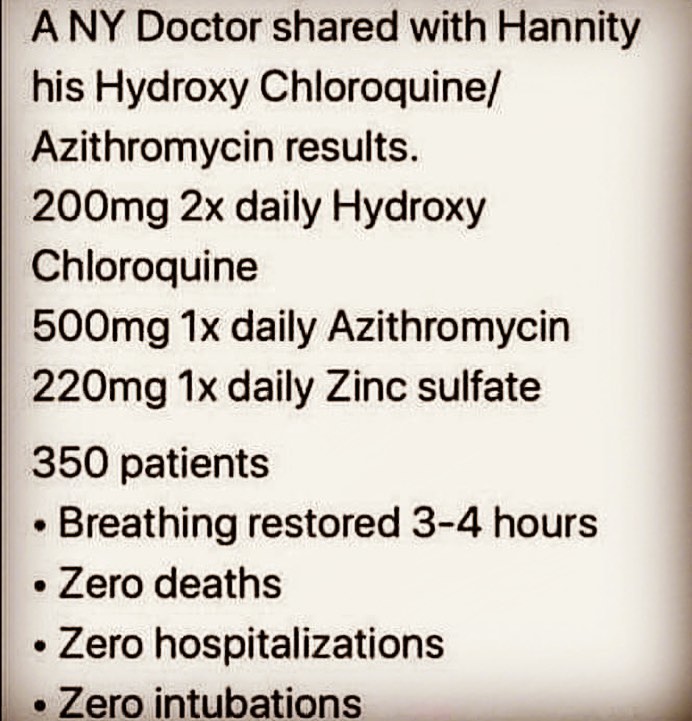 A NY Doctor shared with Hannity
his Hydroxy Chloroquine/
Azithromycin results.
200mg 2x daily Hydroxy
Chloroquine
500mg 1x daily Azithromycin
220mg 1x daily Zinc sulfate
350 patients
• Breathing restored 3-4 hours
• Zero deaths
• Zero hospitalizations
• Zero intubations